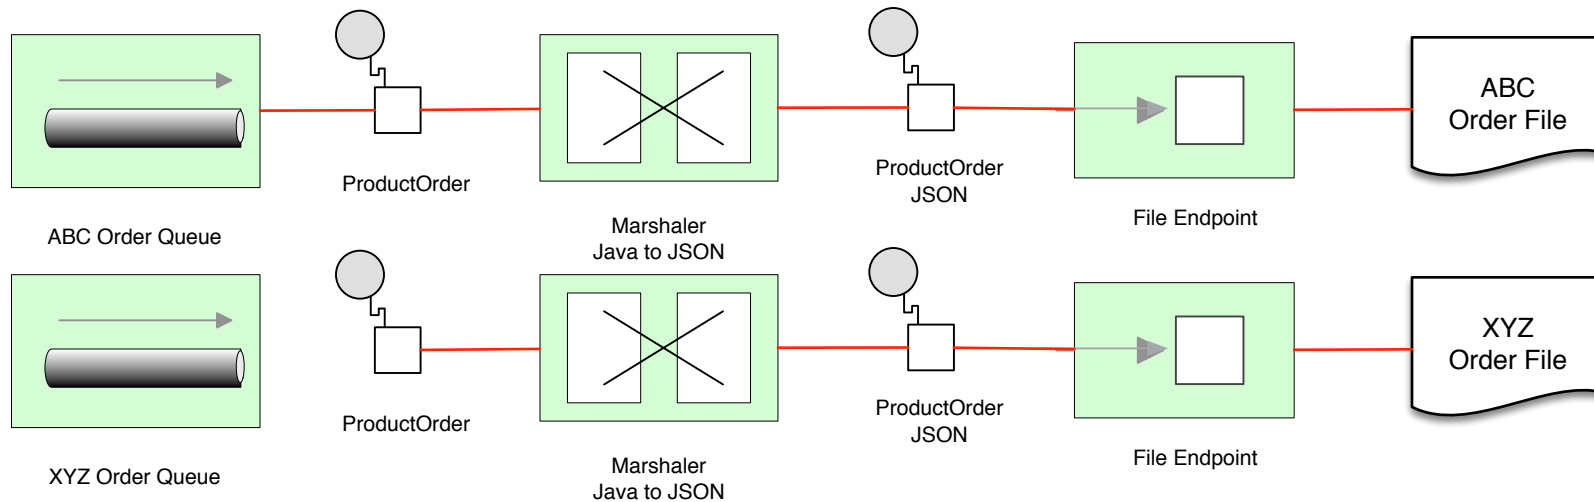 ABC
Order File
ProductOrder
ProductOrder
JSON
ABC Order Queue
Marshaler
Java to JSON
File Endpoint
XYZ
Order File
ProductOrder
ProductOrder
JSON
XYZ Order Queue
Marshaler
Java to JSON
File Endpoint